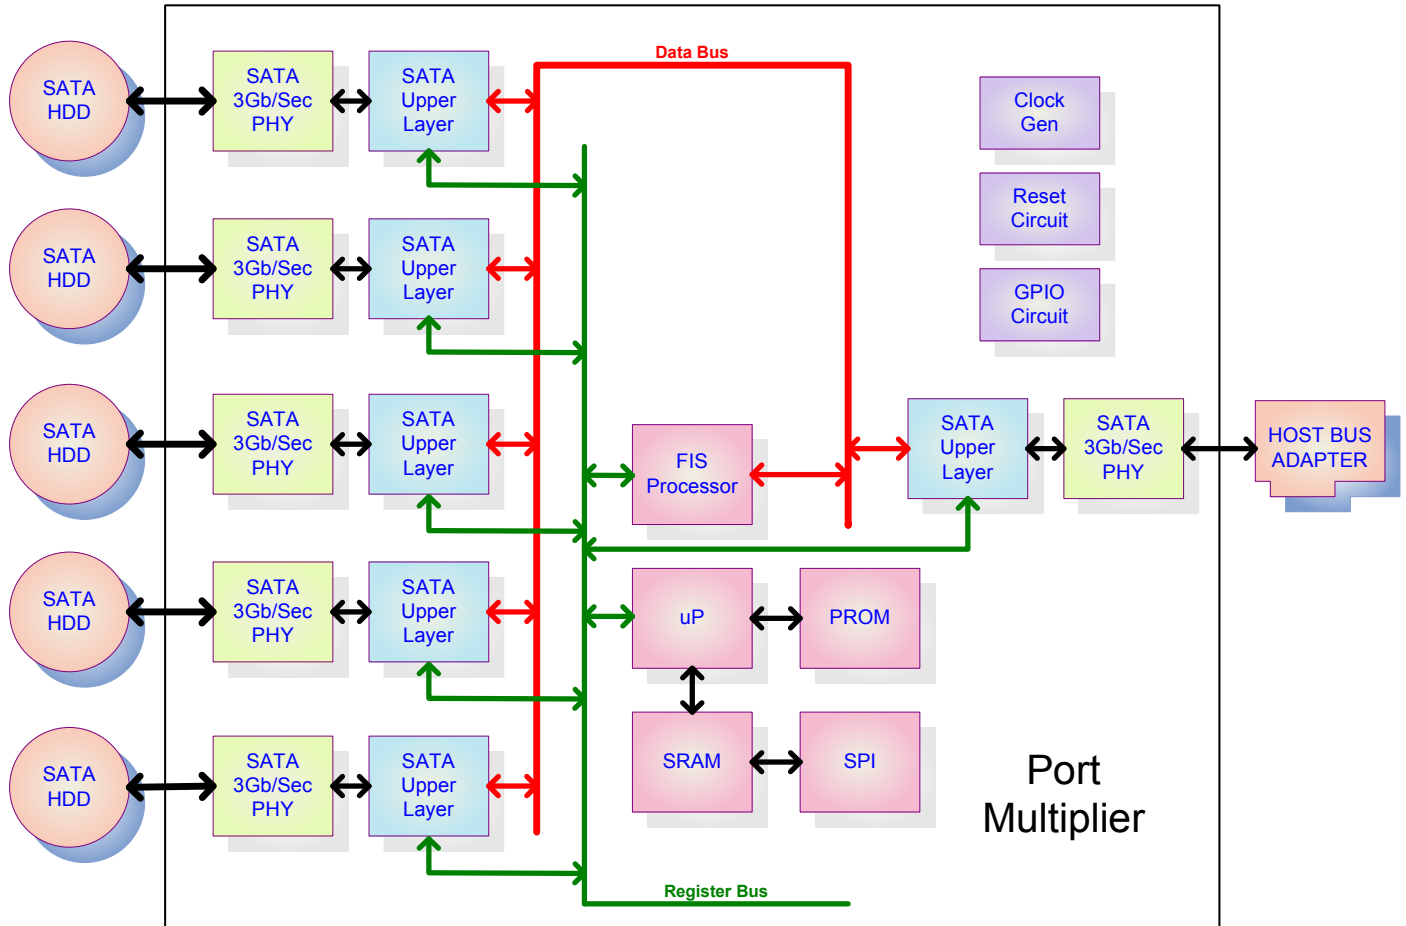 Data Bus
SATA
HDD
SATA
3Gb/Sec
PHY
SATA
Upper
Layer
Clock
Gen
Reset
Circuit
SATA
HDD
SATA
3Gb/Sec
PHY
SATA
Upper
Layer
GPIO
Circuit
SATA
HDD
SATA
3Gb/Sec
PHY
SATA
Upper
Layer
FIS
Processor
SATA
Upper
Layer
SATA
3Gb/Sec
PHY
HOST BUS
ADAPTER
SATA
HDD
SATA
3Gb/Sec
PHY
SATA
Upper
Layer
uP
PROM
SATA
HDD
SATA
3Gb/Sec
PHY
SATA
Upper
Layer
SRAM
SPI
Port
Multiplier
Register Bus